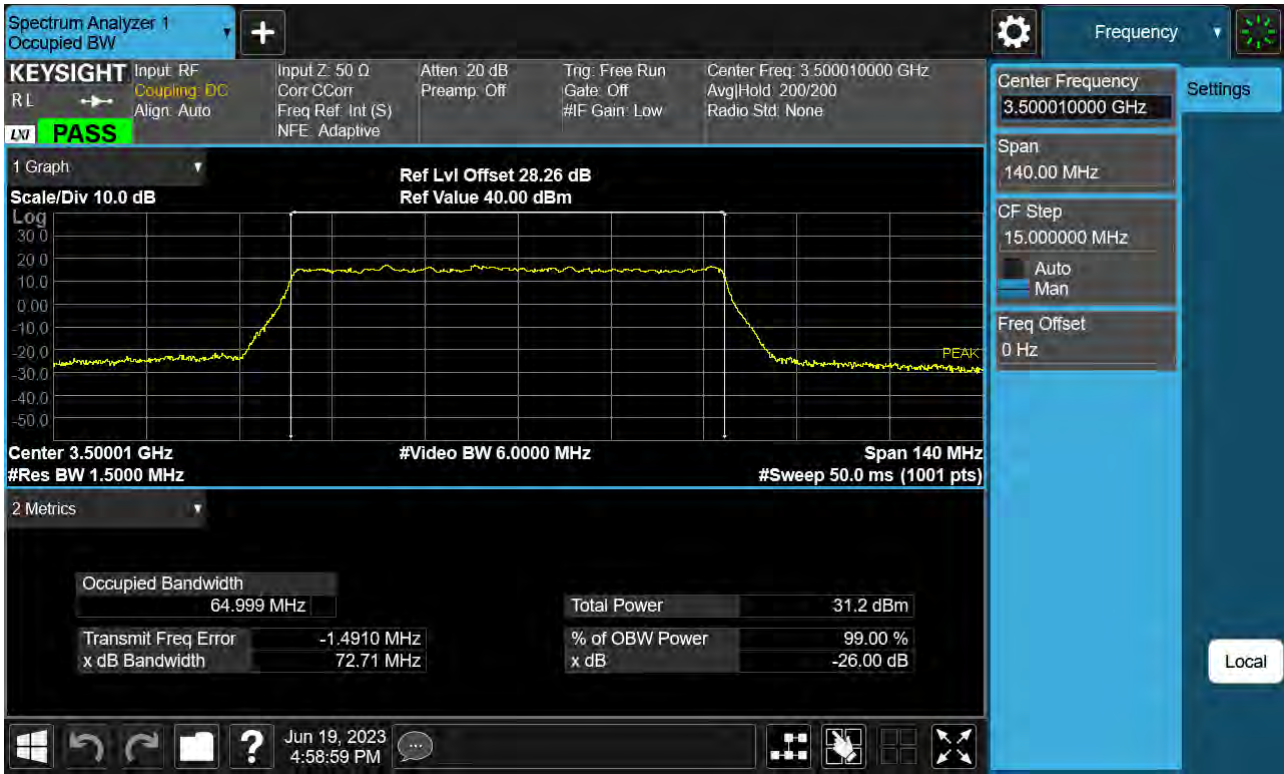 Spectrum Analyzer 1
Occupied BW
Frequency
KEYSIGHT
RL
LXI
PASS
Input: RF
Coupling: DC
Align: Auto
Input Z: 50 Ω
Corr CCorr
Freq Ref: Int (S)
NFE: Adaptive
Atten: 20 dB
Preamp: Off
Trig: Free Run
Gate: Off
#IF Gain: Low
Center Freq: 3.500010000 GHz
Avg|Hold: 200/200
Radio Std: None
1 Graph
Scale/Div 10.0 dB
Ref Lvl Offset 28.26 dB
Ref Value 40.00 dBm
Log
30.0
20.0
10.0
0.00
-10.0
-20.0
-30.0
-40.0
-50.0
PEAK
Center 3.50001 GHz
#Video BW 6.0000 MHz
Span 140 MHz
#Res BW 1.5000 MHz
#Sweep 50.0 ms (1001 pts)
2 Metrics
Occupied Bandwidth
64.999 MHz
Transmit Freq Error -1.4910 MHz
x dB Bandwidth 72.71 MHz
Total Power 31.2 dBm
% of OBW Power 99.00 %
x dB -26.00 dB
Center Frequency
3.500010000 GHz
Span
140.00 MHz
CF Step
15.000000 MHz
Auto
Man
Freq Offset
0 Hz
Settings
Local
?
Jun 19, 2023
4:58:59 PM